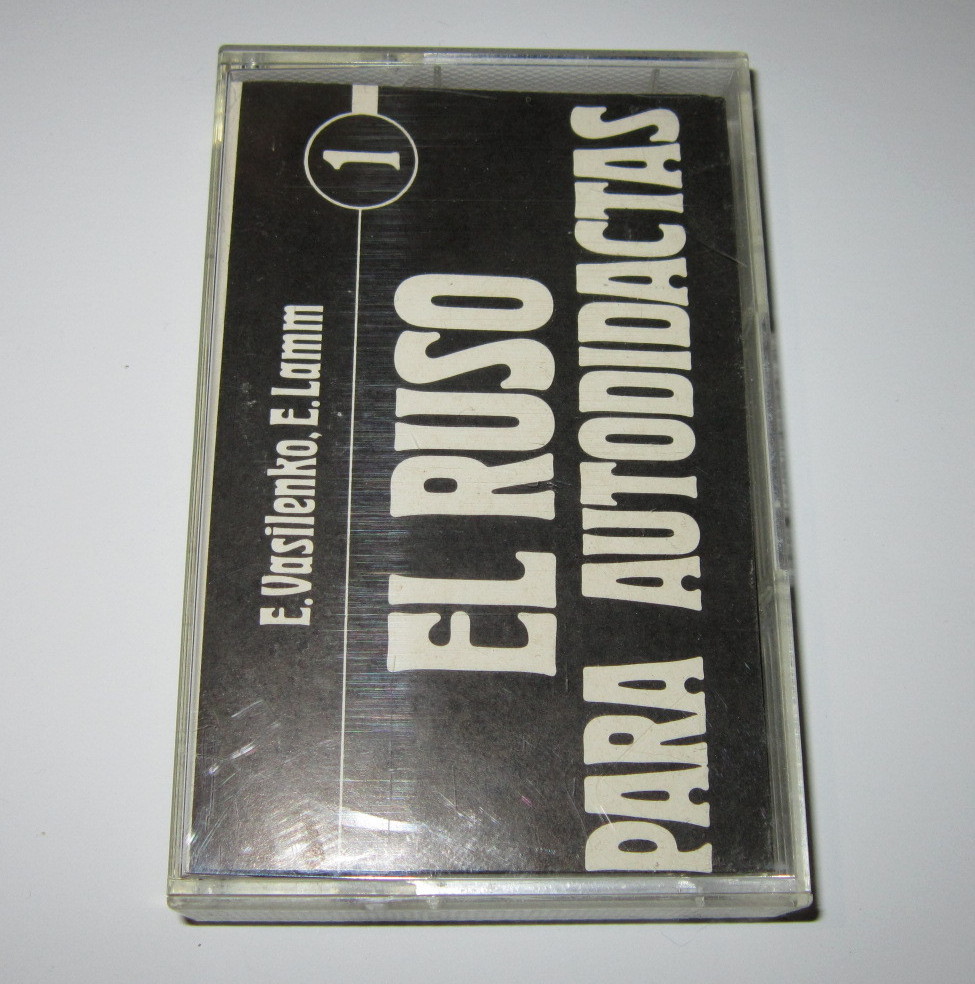 E. Vasilenko, E. Lamm
1
EL RUSO
PARA AUTODIDACTAS